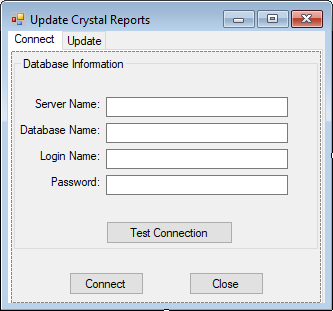 Update Crystal Reports
Connect Update
Database Information
Server Name:
Database Name:
Login Name:
Password:
Test Connection
Connect Close